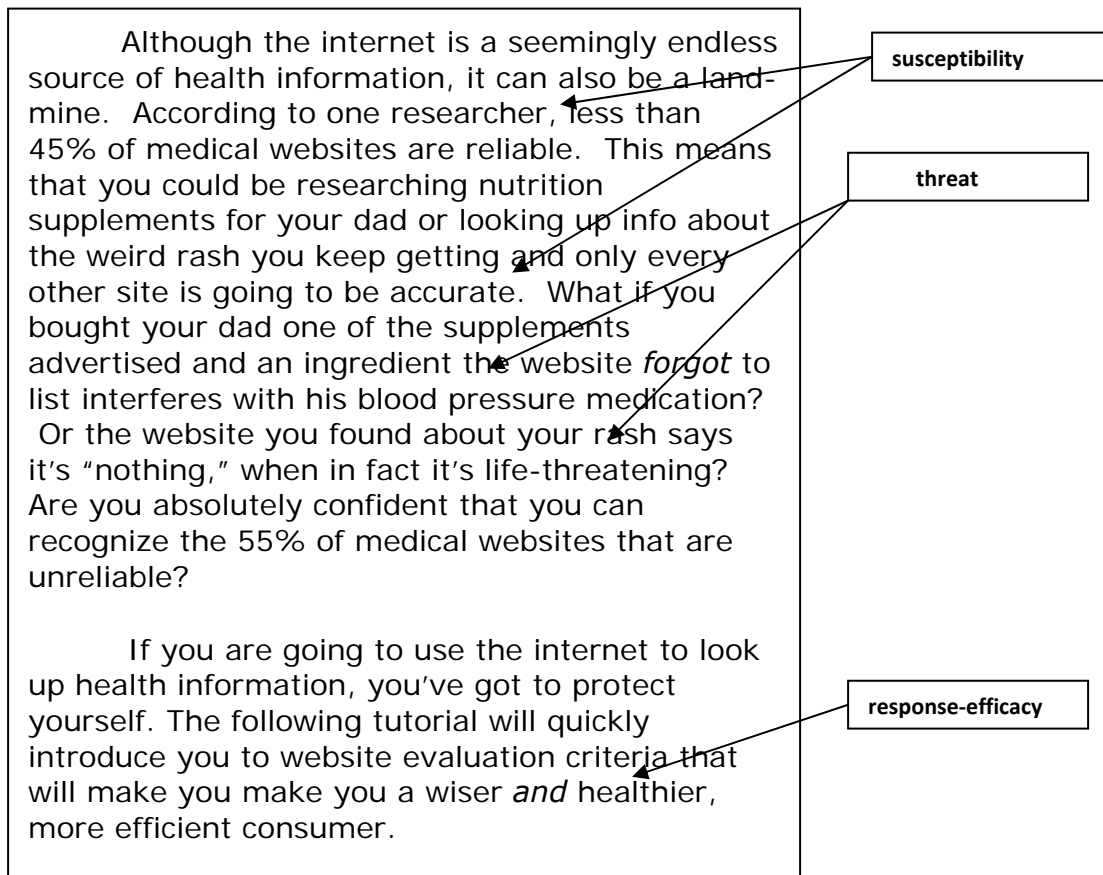 Although the internet is a seemingly endless
source of health information, it can also be a land-
mine.  According to one researcher, less than
45% of medical websites are reliable.  This means
that you could be researching nutrition
supplements for your dad or looking up info about
the weird rash you keep getting and only every
other site is going to be accurate.  What if you
bought your dad one of the supplements
advertised and an ingredient the website forgot to
list interferes with his blood pressure medication?
Or the website you found about your rash says
it's “nothing,” when in fact it's life-threatening?
Are you absolutely confident that you can
recognize the 55% of medical websites that are
unreliable?
If you are going to use the internet to look
up health information, you've got to protect
yourself. The following tutorial will quickly
introduce you to website evaluation criteria that
will make you make you a wiser and healthier,
more efficient consumer.
susceptibility
threat
response-efficacy